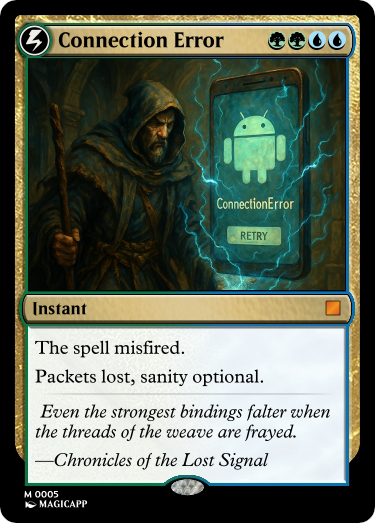 Connection Error
ConnectionError
RETRY
Instant
The spell misfired.
Packets lost, sanity optional.
Even the strongest bindings falter when
the threads of the weave are frayed.
—Chronicles of the Lost Signal
M 0005
MAGICAPP